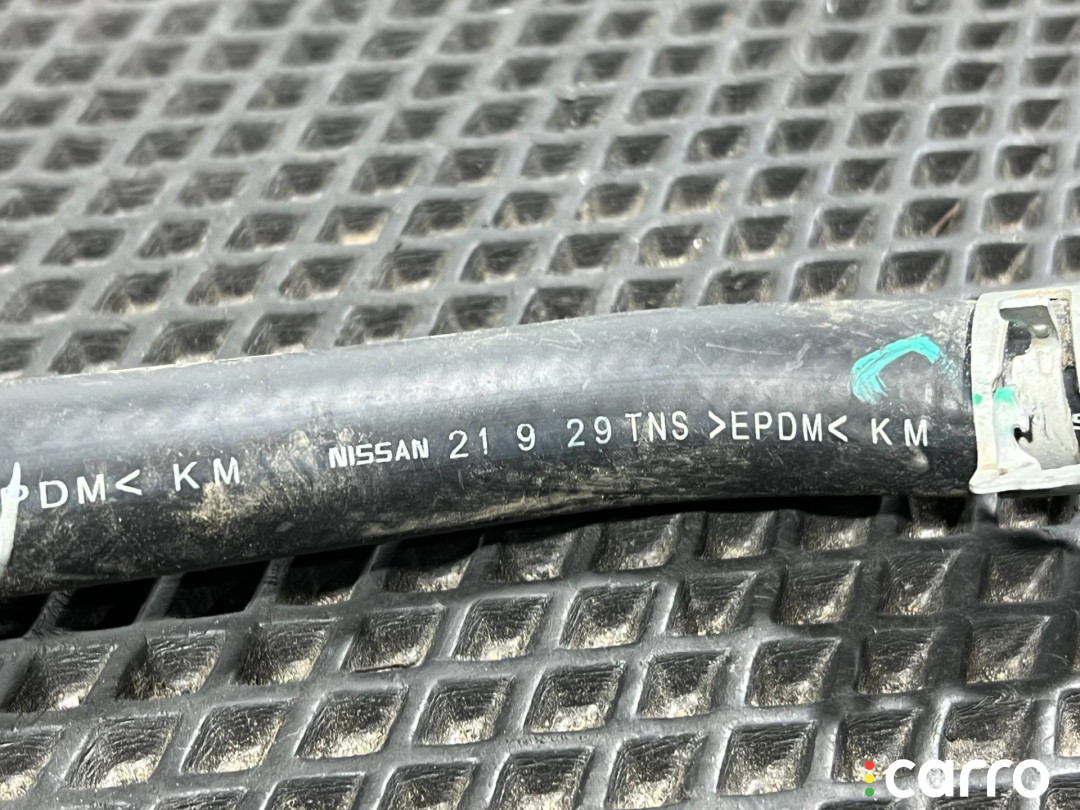 PDM< KM NISSAN 21 9 29 TNS >EPDM< KM
carro